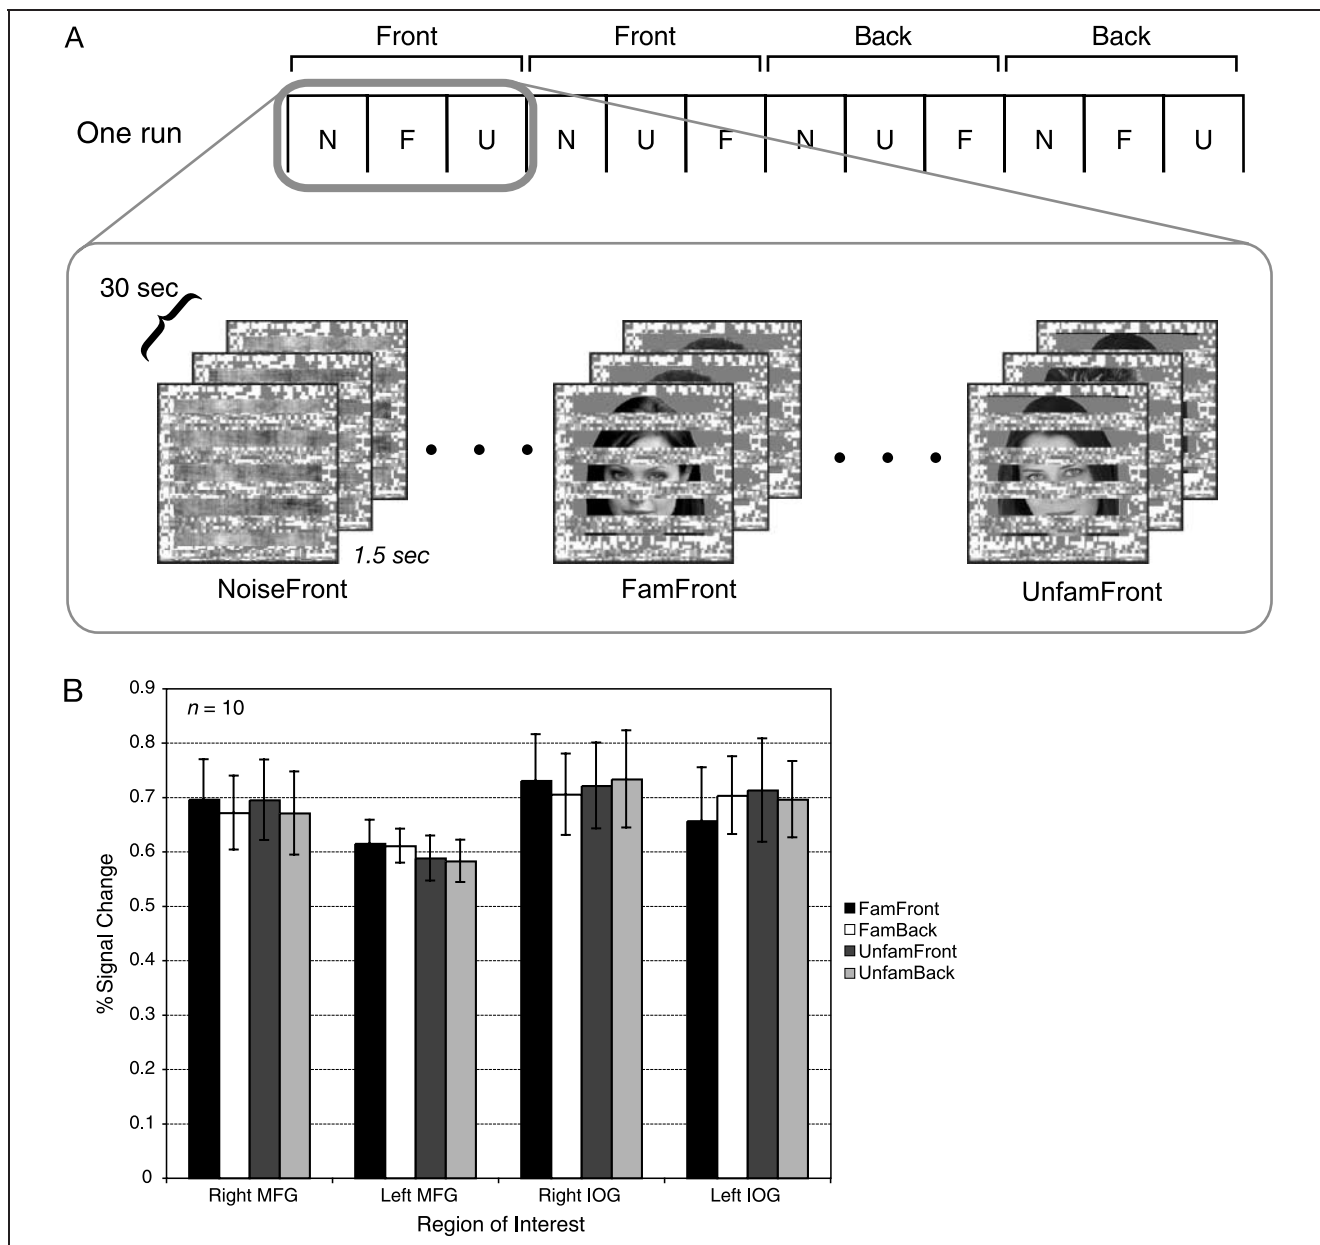 A
Front Front Back Back
One run
N F U N U F N U F N F U
30 sec
1.5 sec
NoiseFront FamFront UnfamFront
B
n = 10
0.9
0.8
0.7
0.6
0.5
0.4
0.3
0.2
0.1
0
% Signal Change
Right MFG Left MFG Right IOG Left IOG
Region of Interest
FamFront
FamBack
UnfamFront
UnfamBack